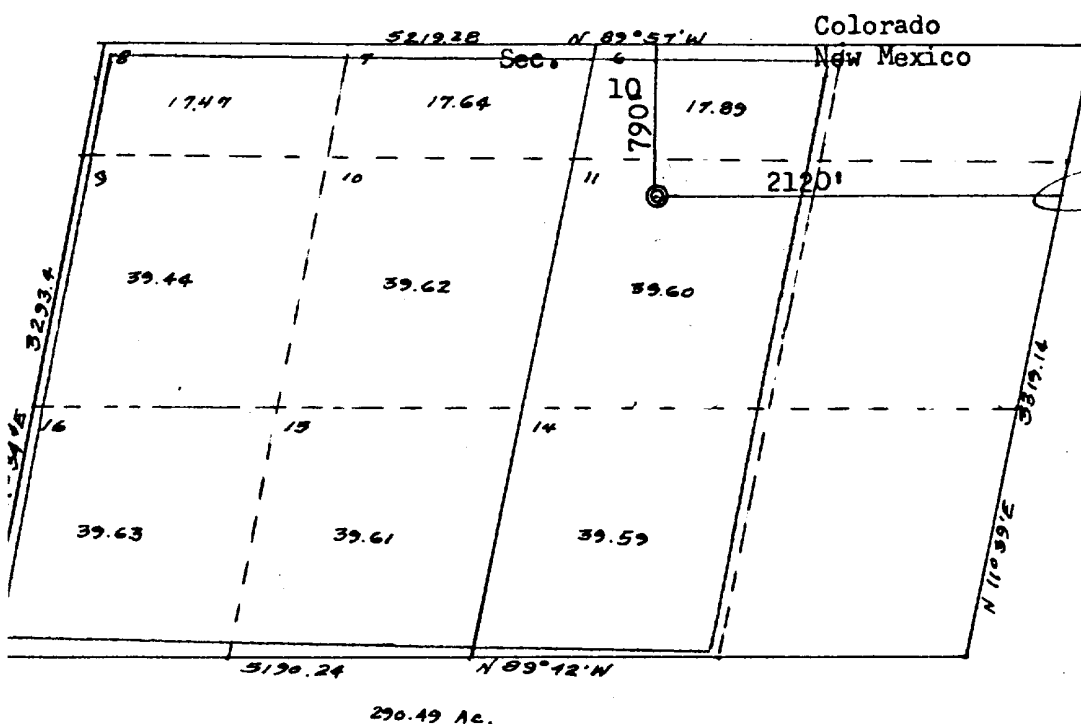 Colorado
5219.28 N 89°57'W
New Mexico
8 7 Sec. 6
10
17.47 17.64 17.89
790'
9 10 11
2120'
39.44 39.62 39.60
3293.4
3319.14
16 15 14
34'E
39.63 39.61 39.59
N 11°39'E
5190.24 N 89°42'W
290.49 Ac.